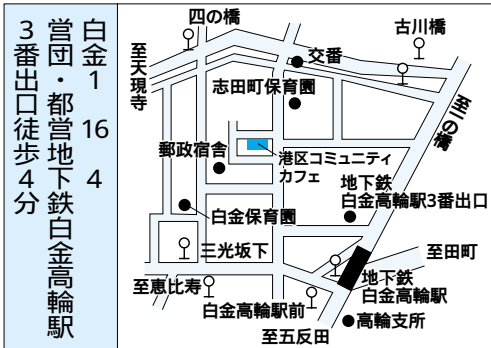 白金1 16 4
営団・都営地下鉄白金高輪駅
3番出口徒歩4分
四の橋
古川橋
至天現寺
交番
志田町保育園
至一の橋
郵政宿舎
港区コミュニティ
カフェ
地下鉄
白金高輪駅3番出口
白金保育園
三光坂下
至田町
至恵比寿
地下鉄
白金高輪駅
白金高輪駅前
高輪支所
至五反田